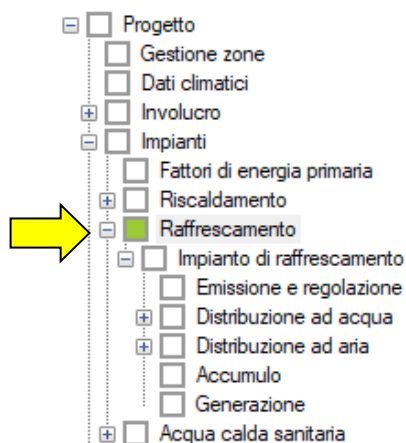 Progetto
Gestione zone
Dati climatici
Involucro
Impianti
Fattori di energia primaria
Riscaldamento
Raffrescamento
Impianto di raffrescamento
Emissione e regolazione
Distribuzione ad acqua
Distribuzione ad aria
Accumulo
Generazione
Acqua calda sanitaria